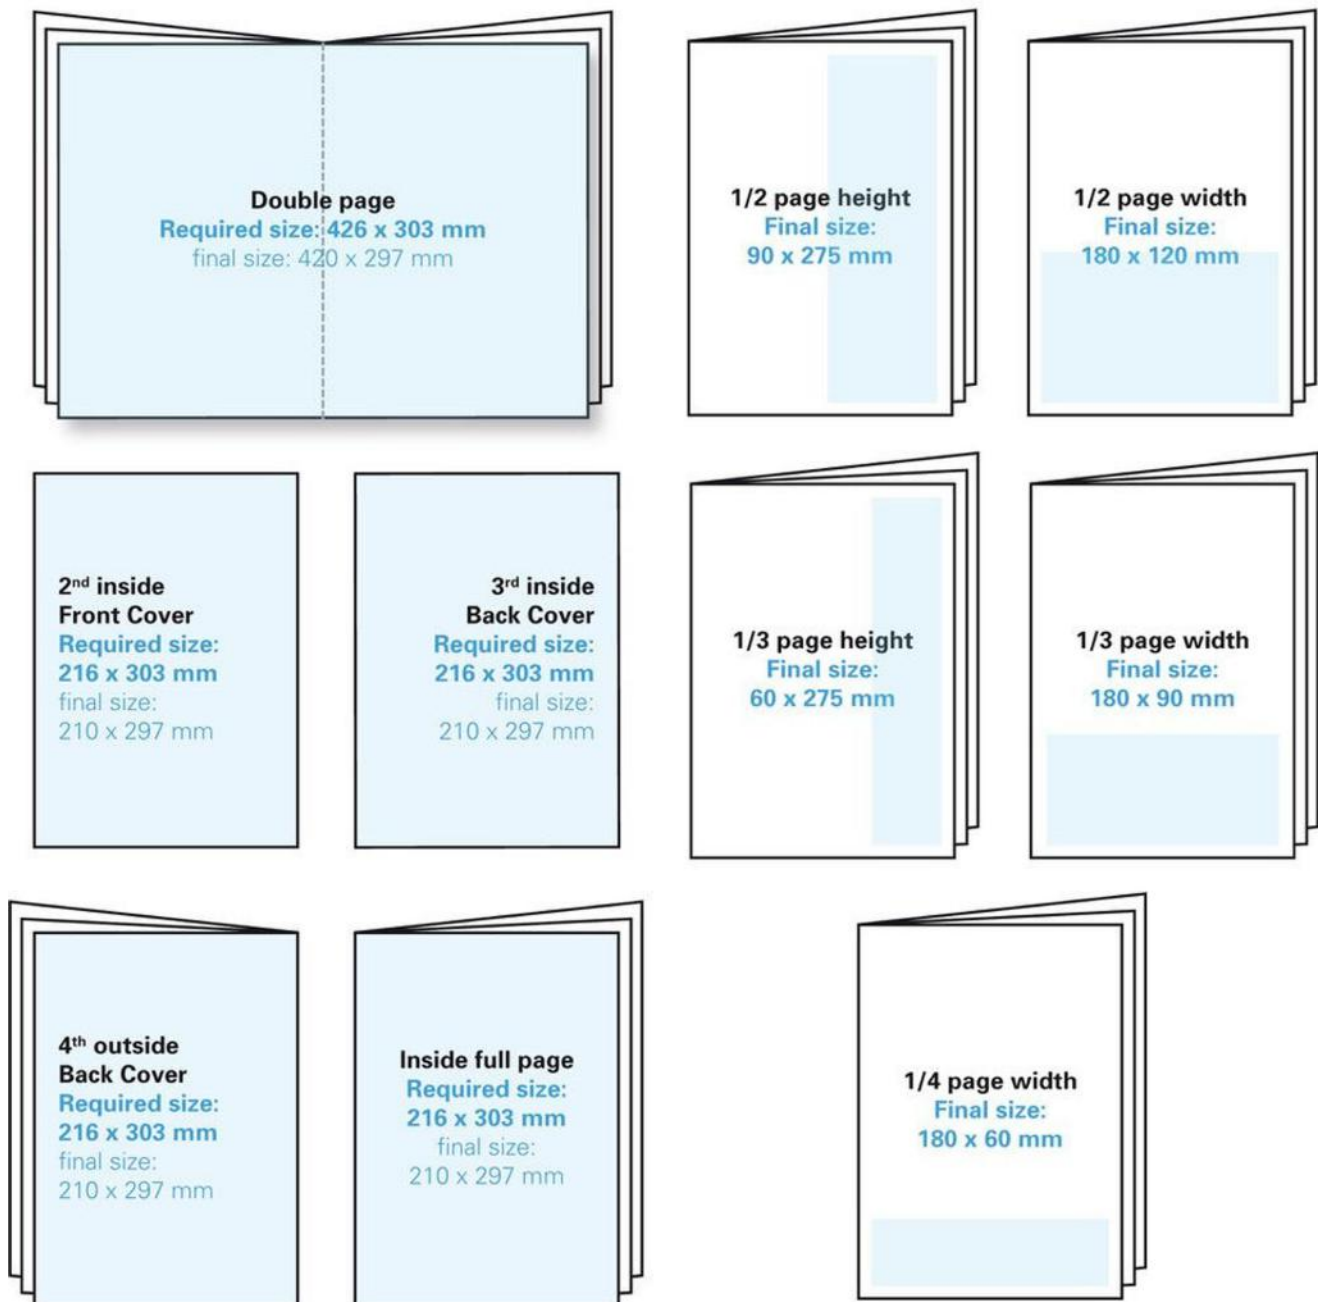 Double page
Required size: 426 x 303 mm
final size: 420 x 297 mm
1/2 page height
Final size:
90 x 275 mm
1/2 page width
Final size:
180 x 120 mm
2nd inside
Front Cover
Required size:
216 x 303 mm
final size:
210 x 297 mm
3rd inside
Back Cover
Required size:
216 x 303 mm
final size:
210 x 297 mm
1/3 page height
Final size:
60 x 275 mm
1/3 page width
Final size:
180 x 90 mm
4th outside
Back Cover
Required size:
216 x 303 mm
final size:
210 x 297 mm
Inside full page
Required size:
216 x 303 mm
final size:
210 x 297 mm
1/4 page width
Final size:
180 x 60 mm